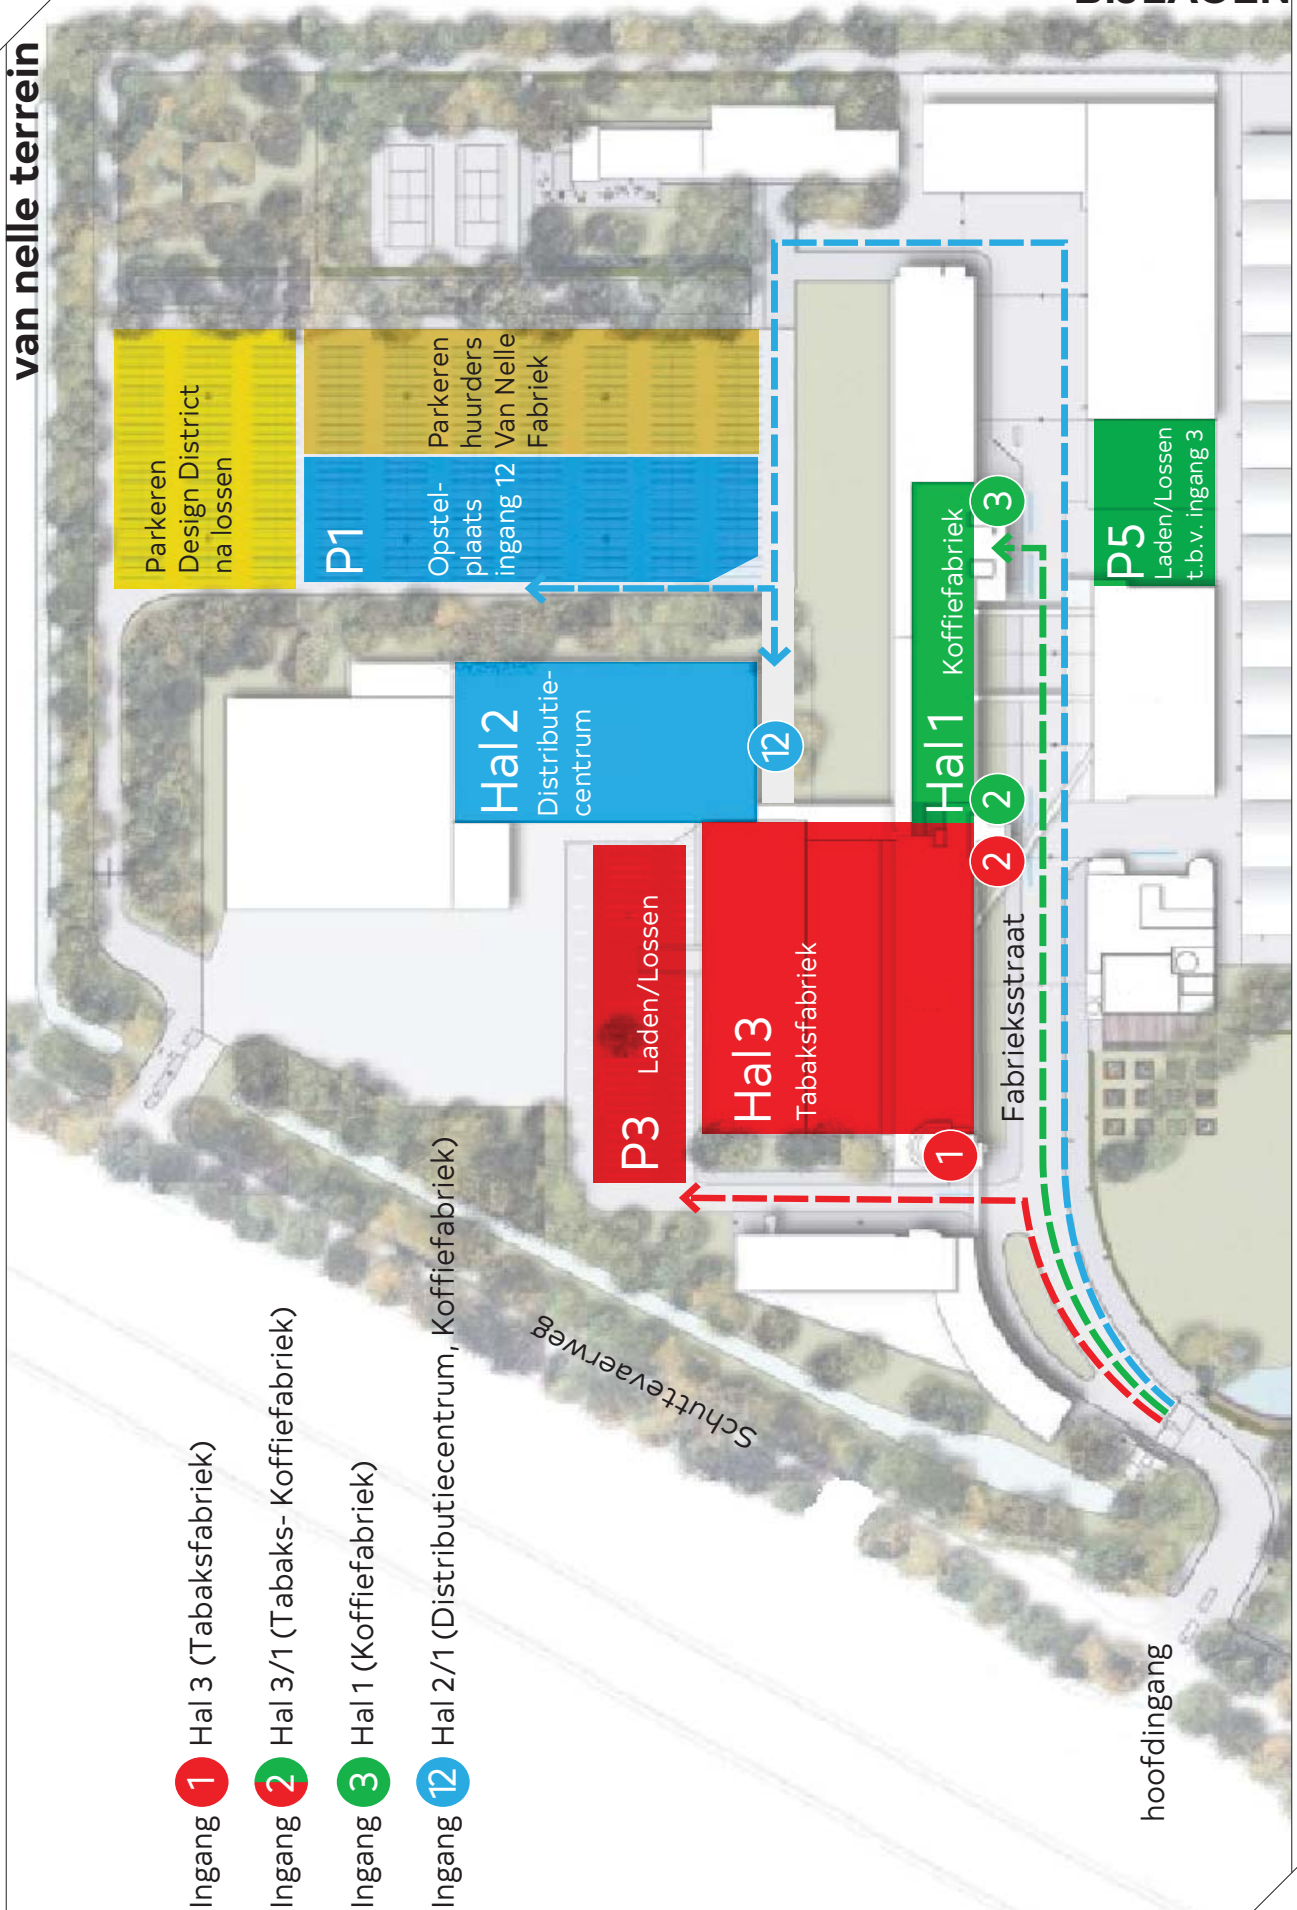 BIJLAGEN
van nelle terrein
Ingang 1 Hal 3 (Tabaksfabriek)
Ingang 2 Hal 3/1 (Tabaks- Koffiefabriek)
Ingang 3 Hal 1 (Koffiefabriek)
Ingang 12 Hal 2/1 (Distributiecentrum, Koffiefabriek)
Parkeren
Design District
na lossen
P1
Opstel-
plaats
ingang 12
Parkeren
huurders
Van Nelle
Fabriek
Hal 2
Distributie-
centrum
12
P3 Laden/Lossen
Hal 3
Tabaksfabriek
1
2
2
Hal 1 Koffiefabriek
3
P5
Laden/Lossen
t.b.v. ingang 3
Fabrieksstraat
Schuttevaerweg
hoofdingang